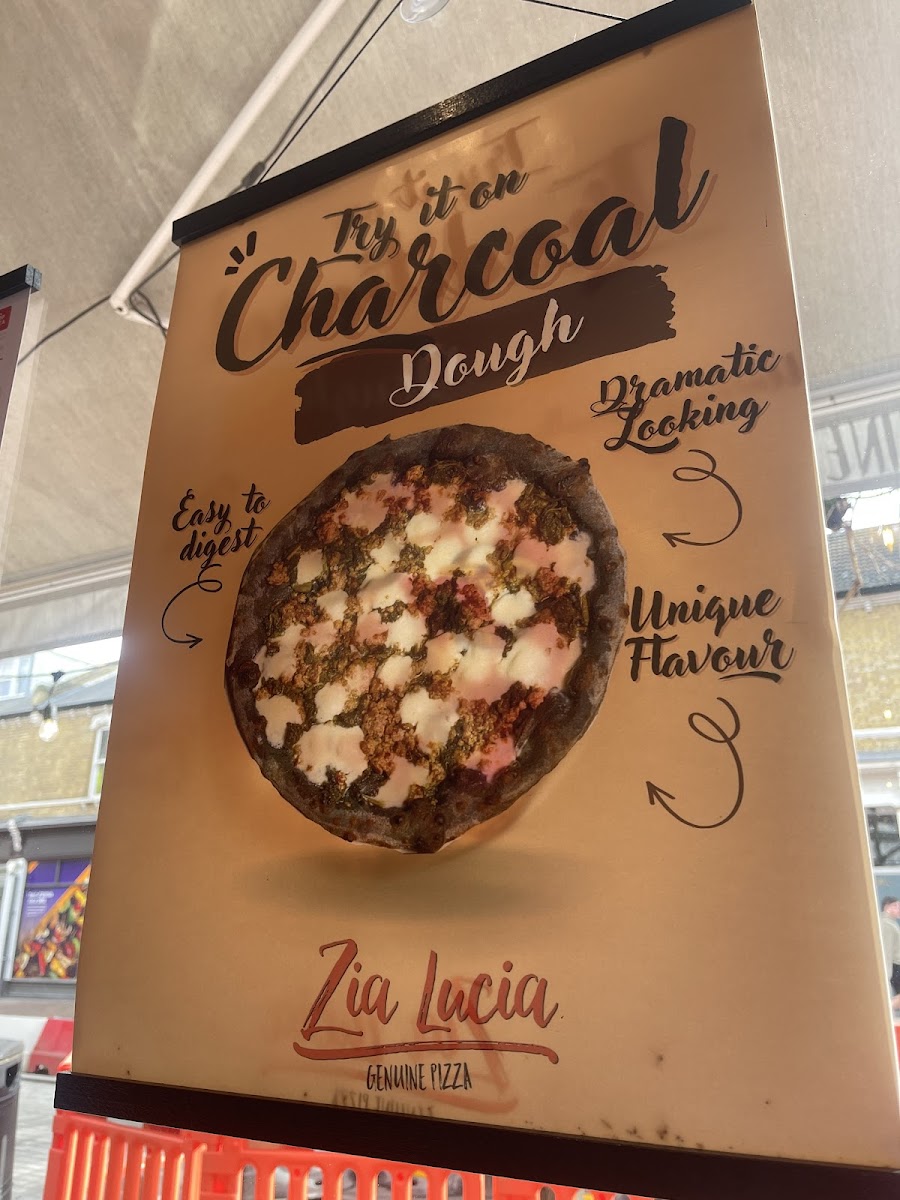 Try it on
Charcoal
Dough
Dramatic
Looking
Easy to
digest
Unique
Flavour
Zia Lucia
GENUINE PIZZA